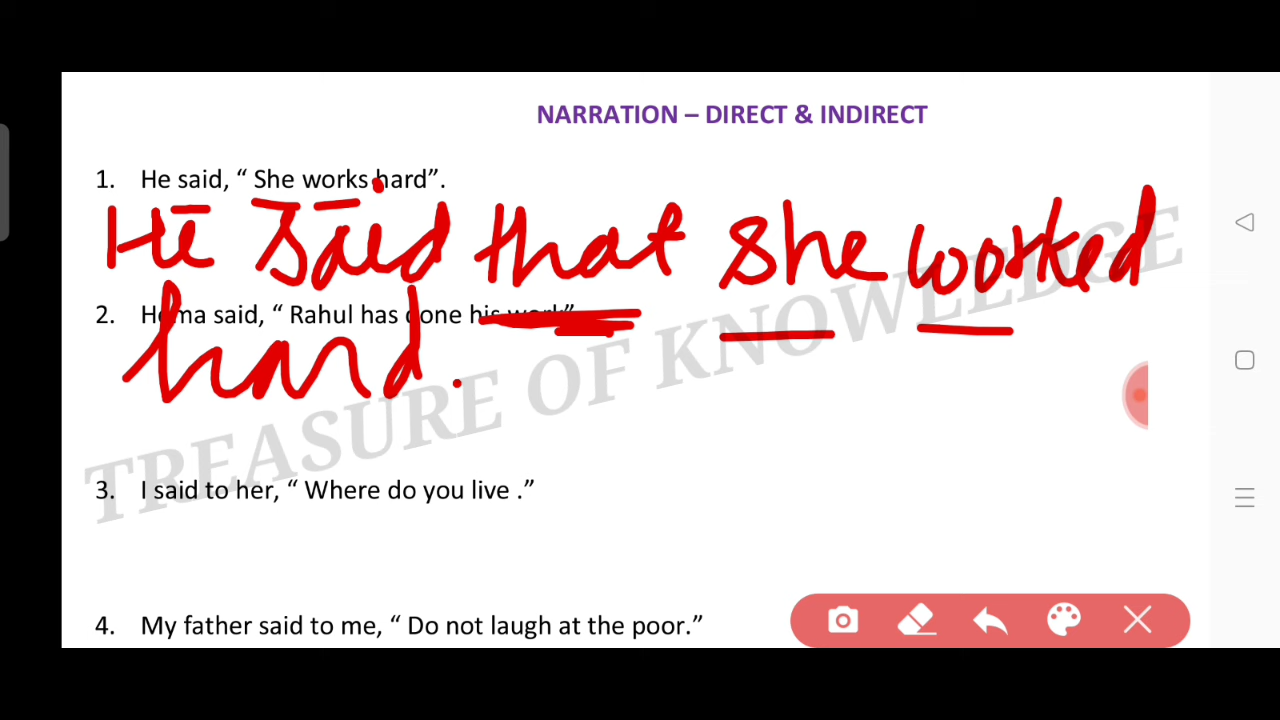 NARRATION – DIRECT & INDIRECT
1. He said, “ She works hard”.
He said that she worked
hard.
2. Hema said, “ Rahul has done his work”
TREASURE OF KNOWLEDGE
3. I said to her, “ Where do you live .”
4. My father said to me, “ Do not laugh at the poor.”